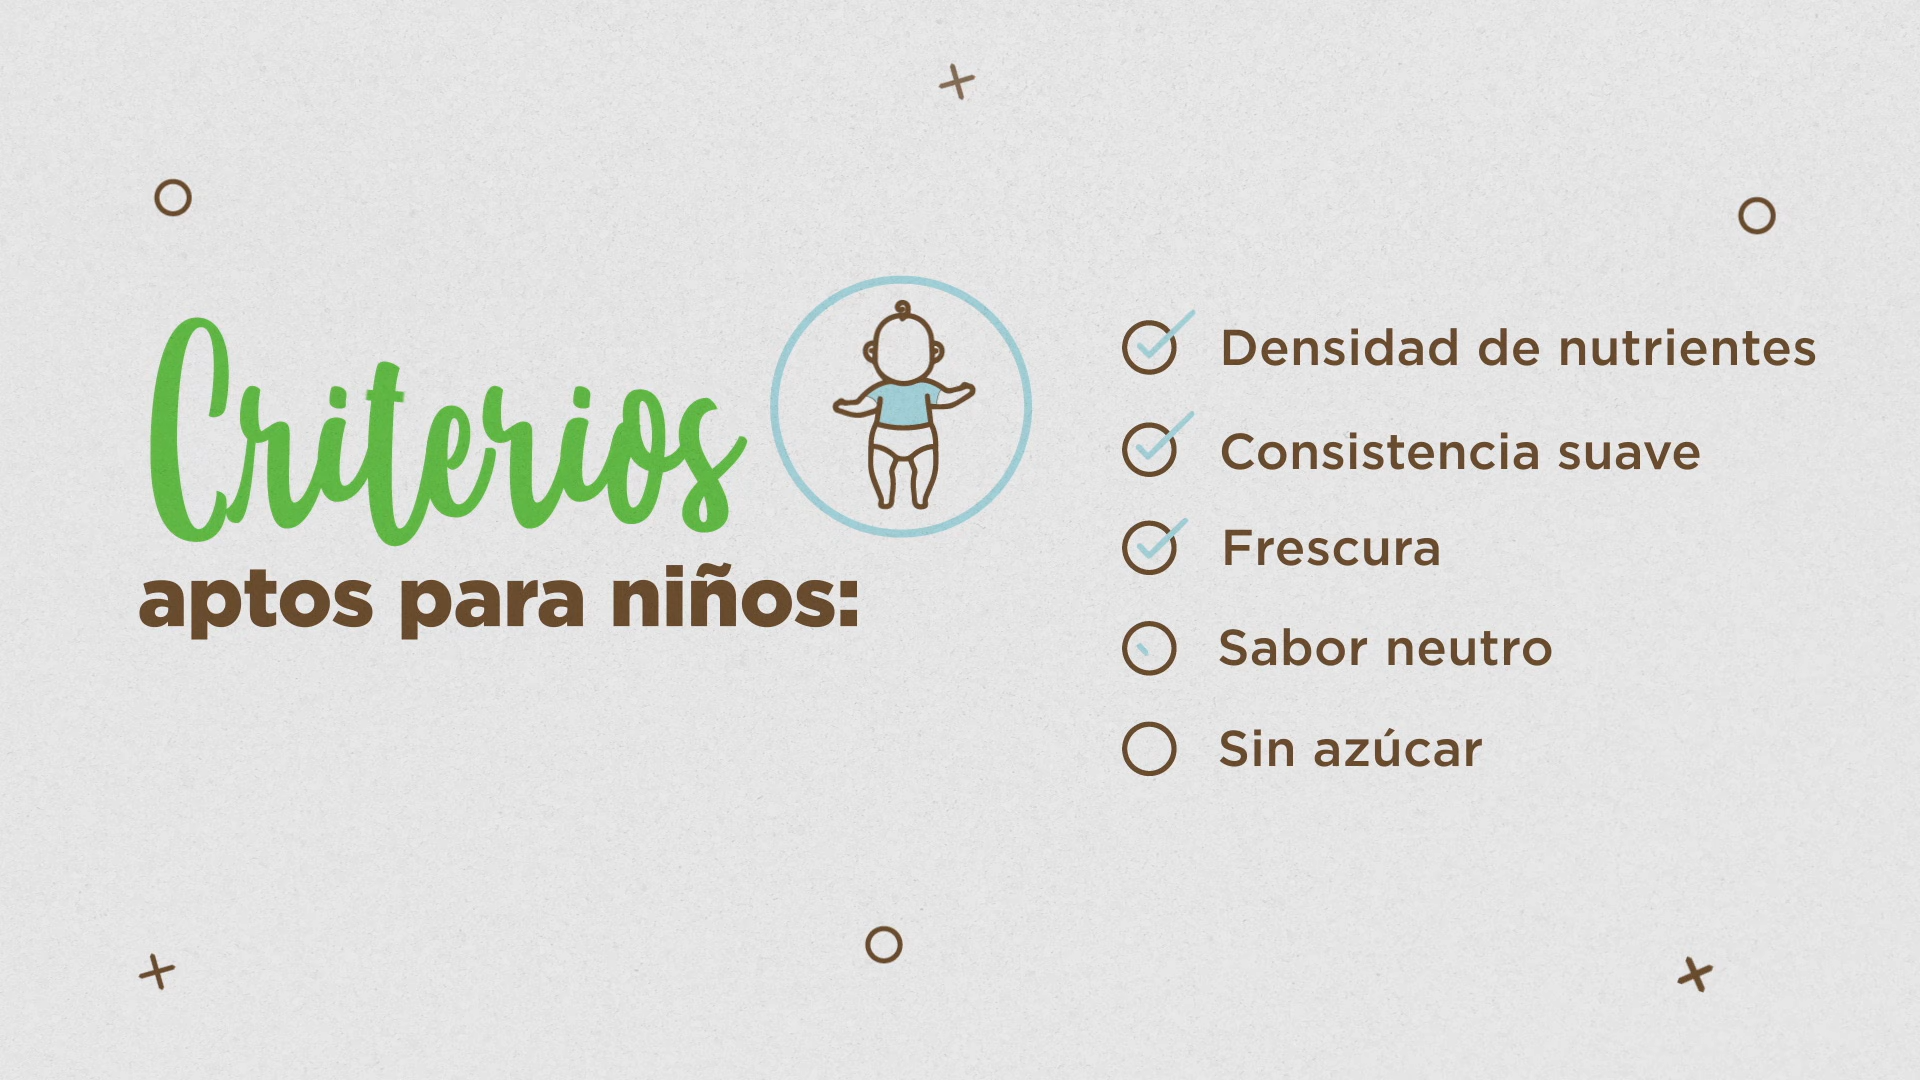 Criterios
aptos para niños:
Densidad de nutrientes
Consistencia suave
Frescura
Sabor neutro
Sin azúcar